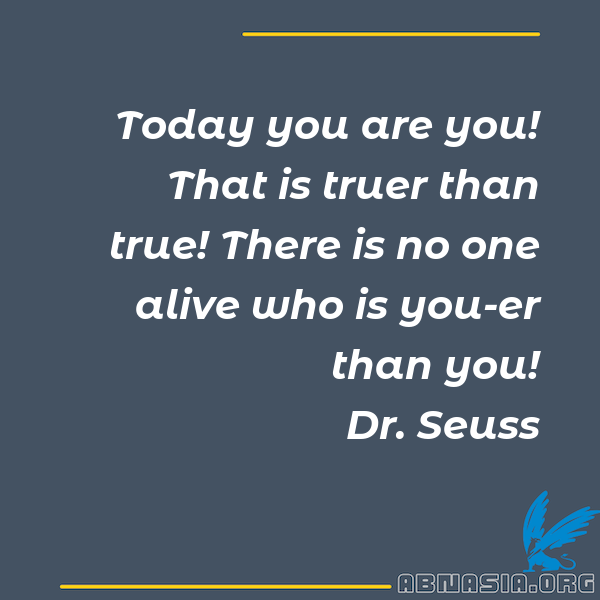 Today you are you!
That is truer than
true! There is no one
alive who is you-er
than you!
Dr. Seuss
ABNASIA.ORG